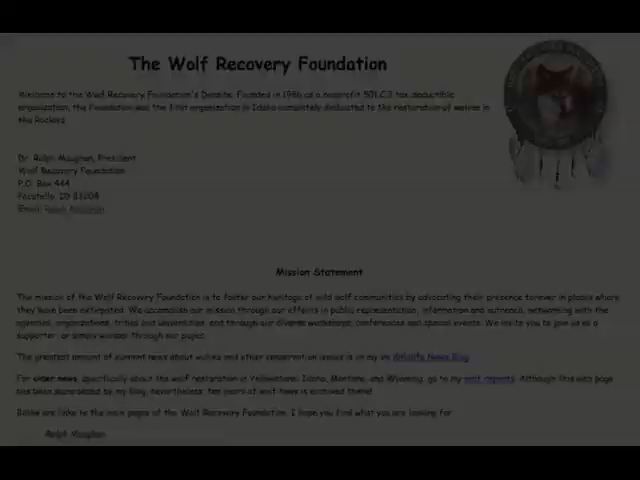 The Wolf Recovery Foundation
Welcome to the Wolf Recovery Foundation's Website. Founded in 1986 as a nonprofit 501.C3 tax deductible
organization, the Foundation was the first organization in Idaho completely dedicated to the restoration of wolves in
the Rockies.
Dr. Ralph Maughan, President
Wolf Recovery Foundation
P.O. Box 444
Pocatello, ID 83204
Email: Ralph Maughan
Mission Statement
The mission of the Wolf Recovery Foundation is to foster our heritage of wild wolf communities by advocating their presence forever in places where
they have been extirpated. We accomplish our mission through our efforts in public representation, information and outreach, networking with other
agencies, organizations, tribes and universities, and through our diverse workshops, conferences and special events. We invite you to join us as a
supporter, or simply wander through our pages.
The greatest amount of current news about wolves and other conservation issues is on my on Wildlife News Blog.
For older news, specifically about the wolf restoration in Yellowstone, Idaho, Montana, and Wyoming, go to my wolf reports. Although this web page
has been superseded by my blog, nevertheless, ten years of wolf news is archived there!
Below are links to the main pages of the Wolf Recovery Foundation. I hope you find what you are looking for
Ralph Maughan